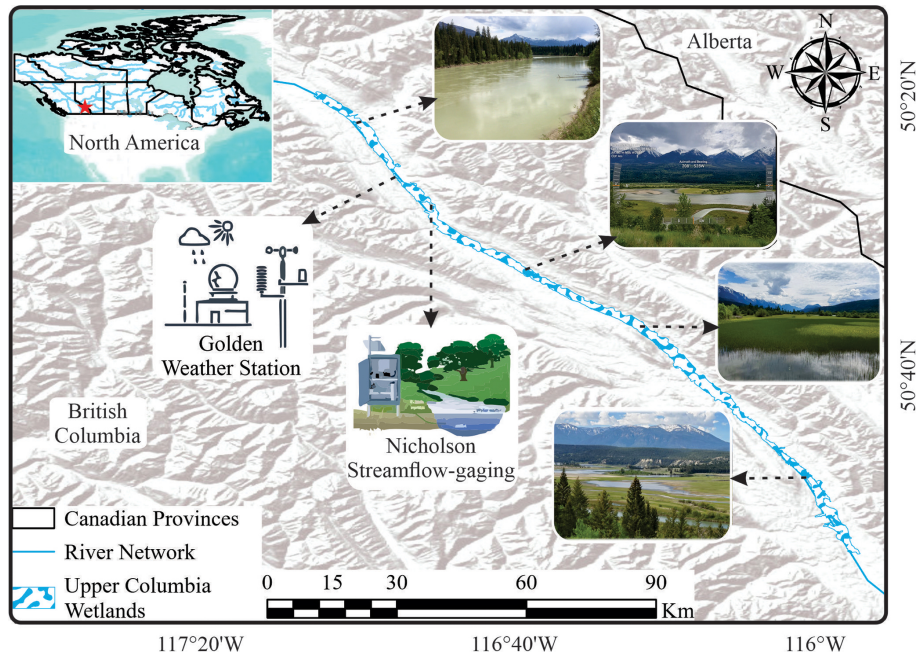 North America
Alberta
N
W
E
S
50°20'N
50°40'N
Golden
Weather Station
Nicholson
Streamflow-gaging
British
Columbia
Canadian Provinces
River Network
Upper Columbia
Wetlands
0 15 30 60 90
Km
117°20'W
116°40'W
116°W